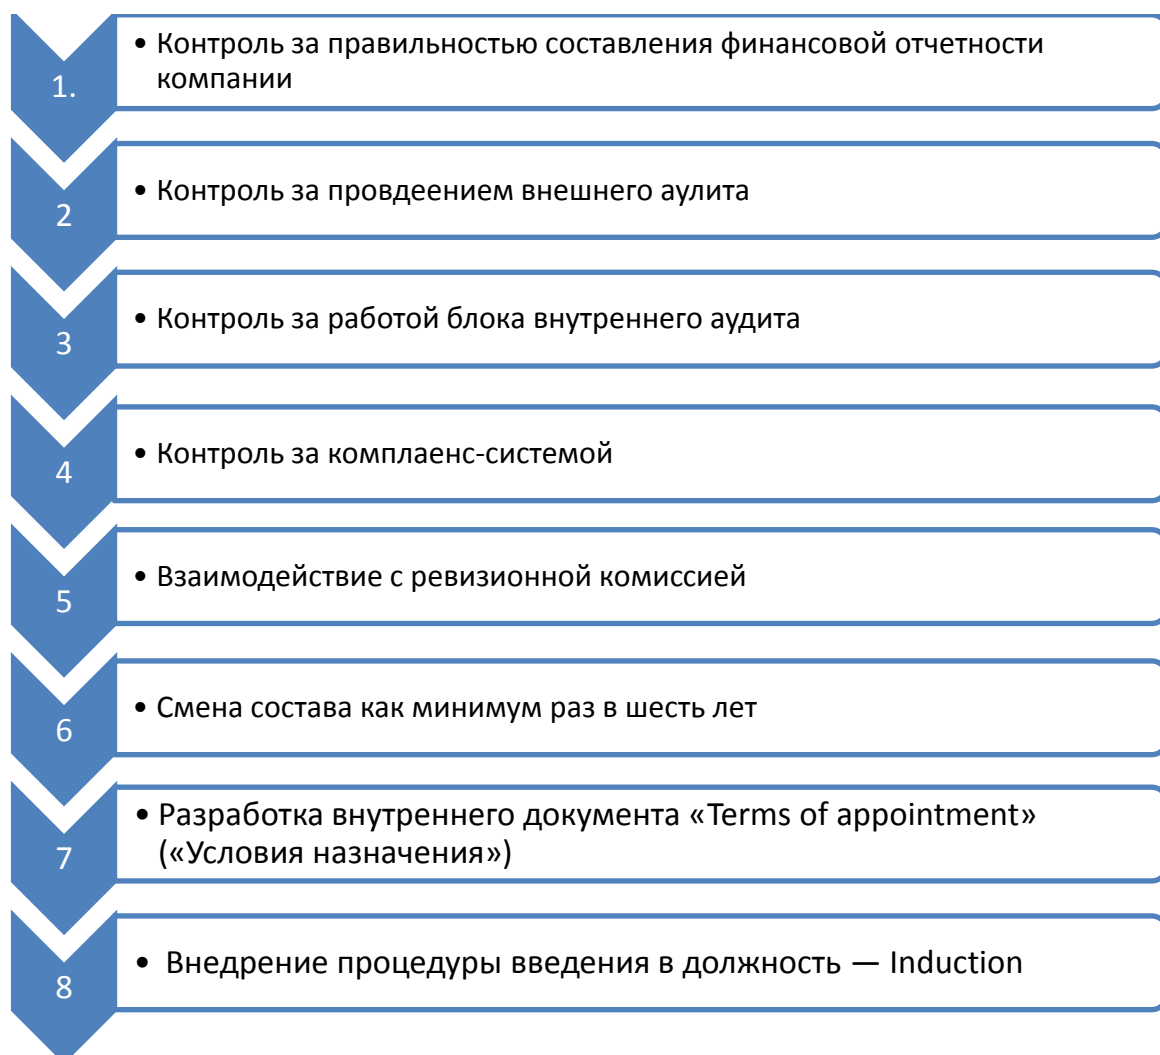 1.
• Контроль за правильностью составления финансовой отчетности
компании
2
• Контроль за провдеением внешнего аулита
3
• Контроль за работой блока внутреннего аудита
4
• Контроль за комплаенс-системой
5
• Взаимодействие с ревизионной комиссией
6
• Смена состава как минимум раз в шесть лет
7
• Разработка внутреннего документа «Terms of appointment»
(«Условия назначения»)
8
• Внедрение процедуры введения в должность — Induction